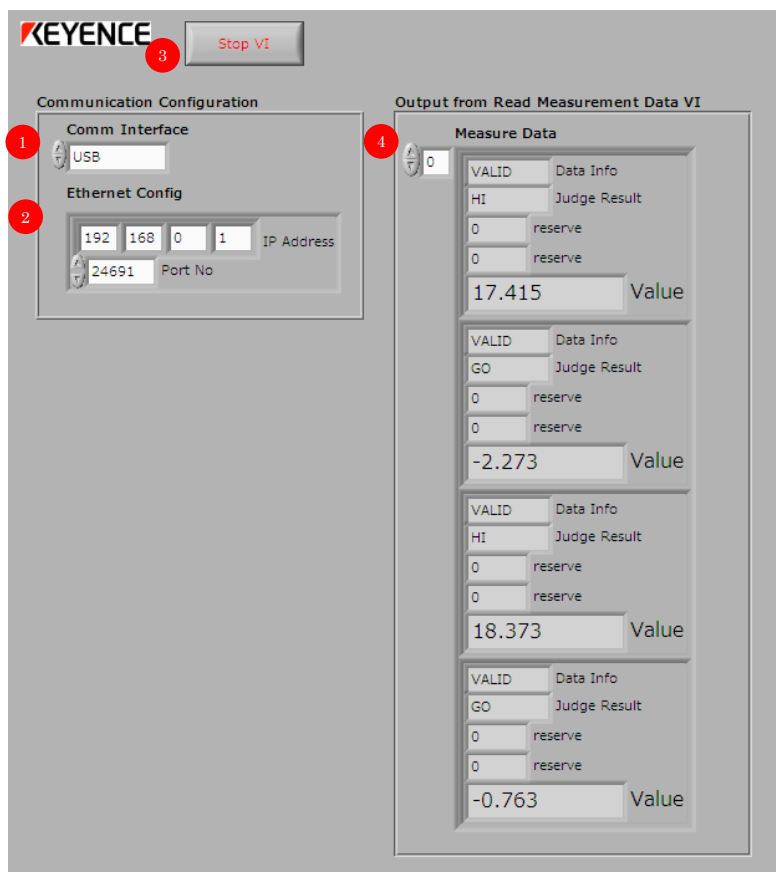 KEYENCE
3
Stop VI
Communication Configuration
1
Comm Interface
USB
Ethernet Config
2
192 168 0 1 IP Address
24691 Port No
Output from Read Measurement Data VI
4
Measure Data
0
VALID Data Info
HI Judge Result
0 reserve
0 reserve
17.415 Value
VALID Data Info
GO Judge Result
0 reserve
0 reserve
-2.273 Value
VALID Data Info
HI Judge Result
0 reserve
0 reserve
18.373 Value
VALID Data Info
GO Judge Result
0 reserve
0 reserve
-0.763 Value